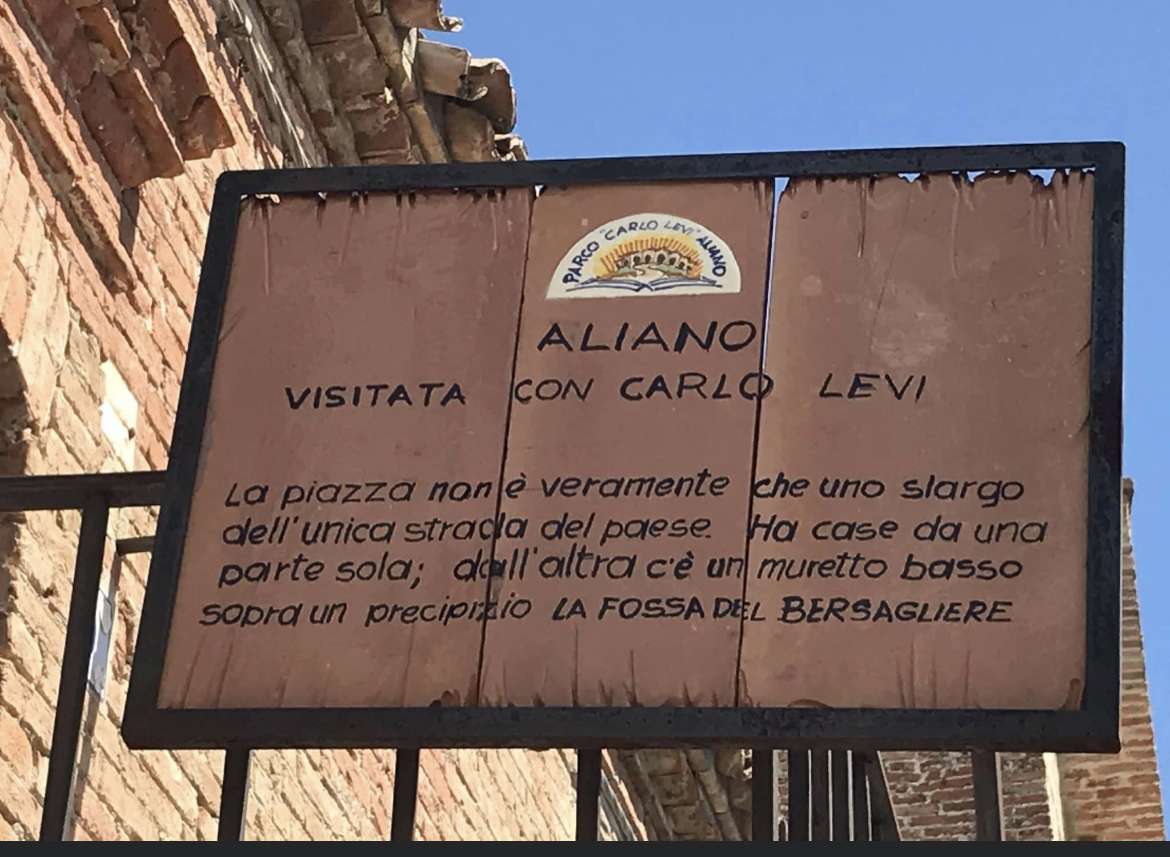 PARCO "CARLO LEVI" ALIANO
ALIANO
VISITATA CON CARLO LEVI
La piazza non è veramente che uno slargo
dell'unica strada del paese. Ha case da una
parte sola; dall'altra c'è un muretto basso
sopra un precipizio LA FOSSA DEL BERSAGLIERE